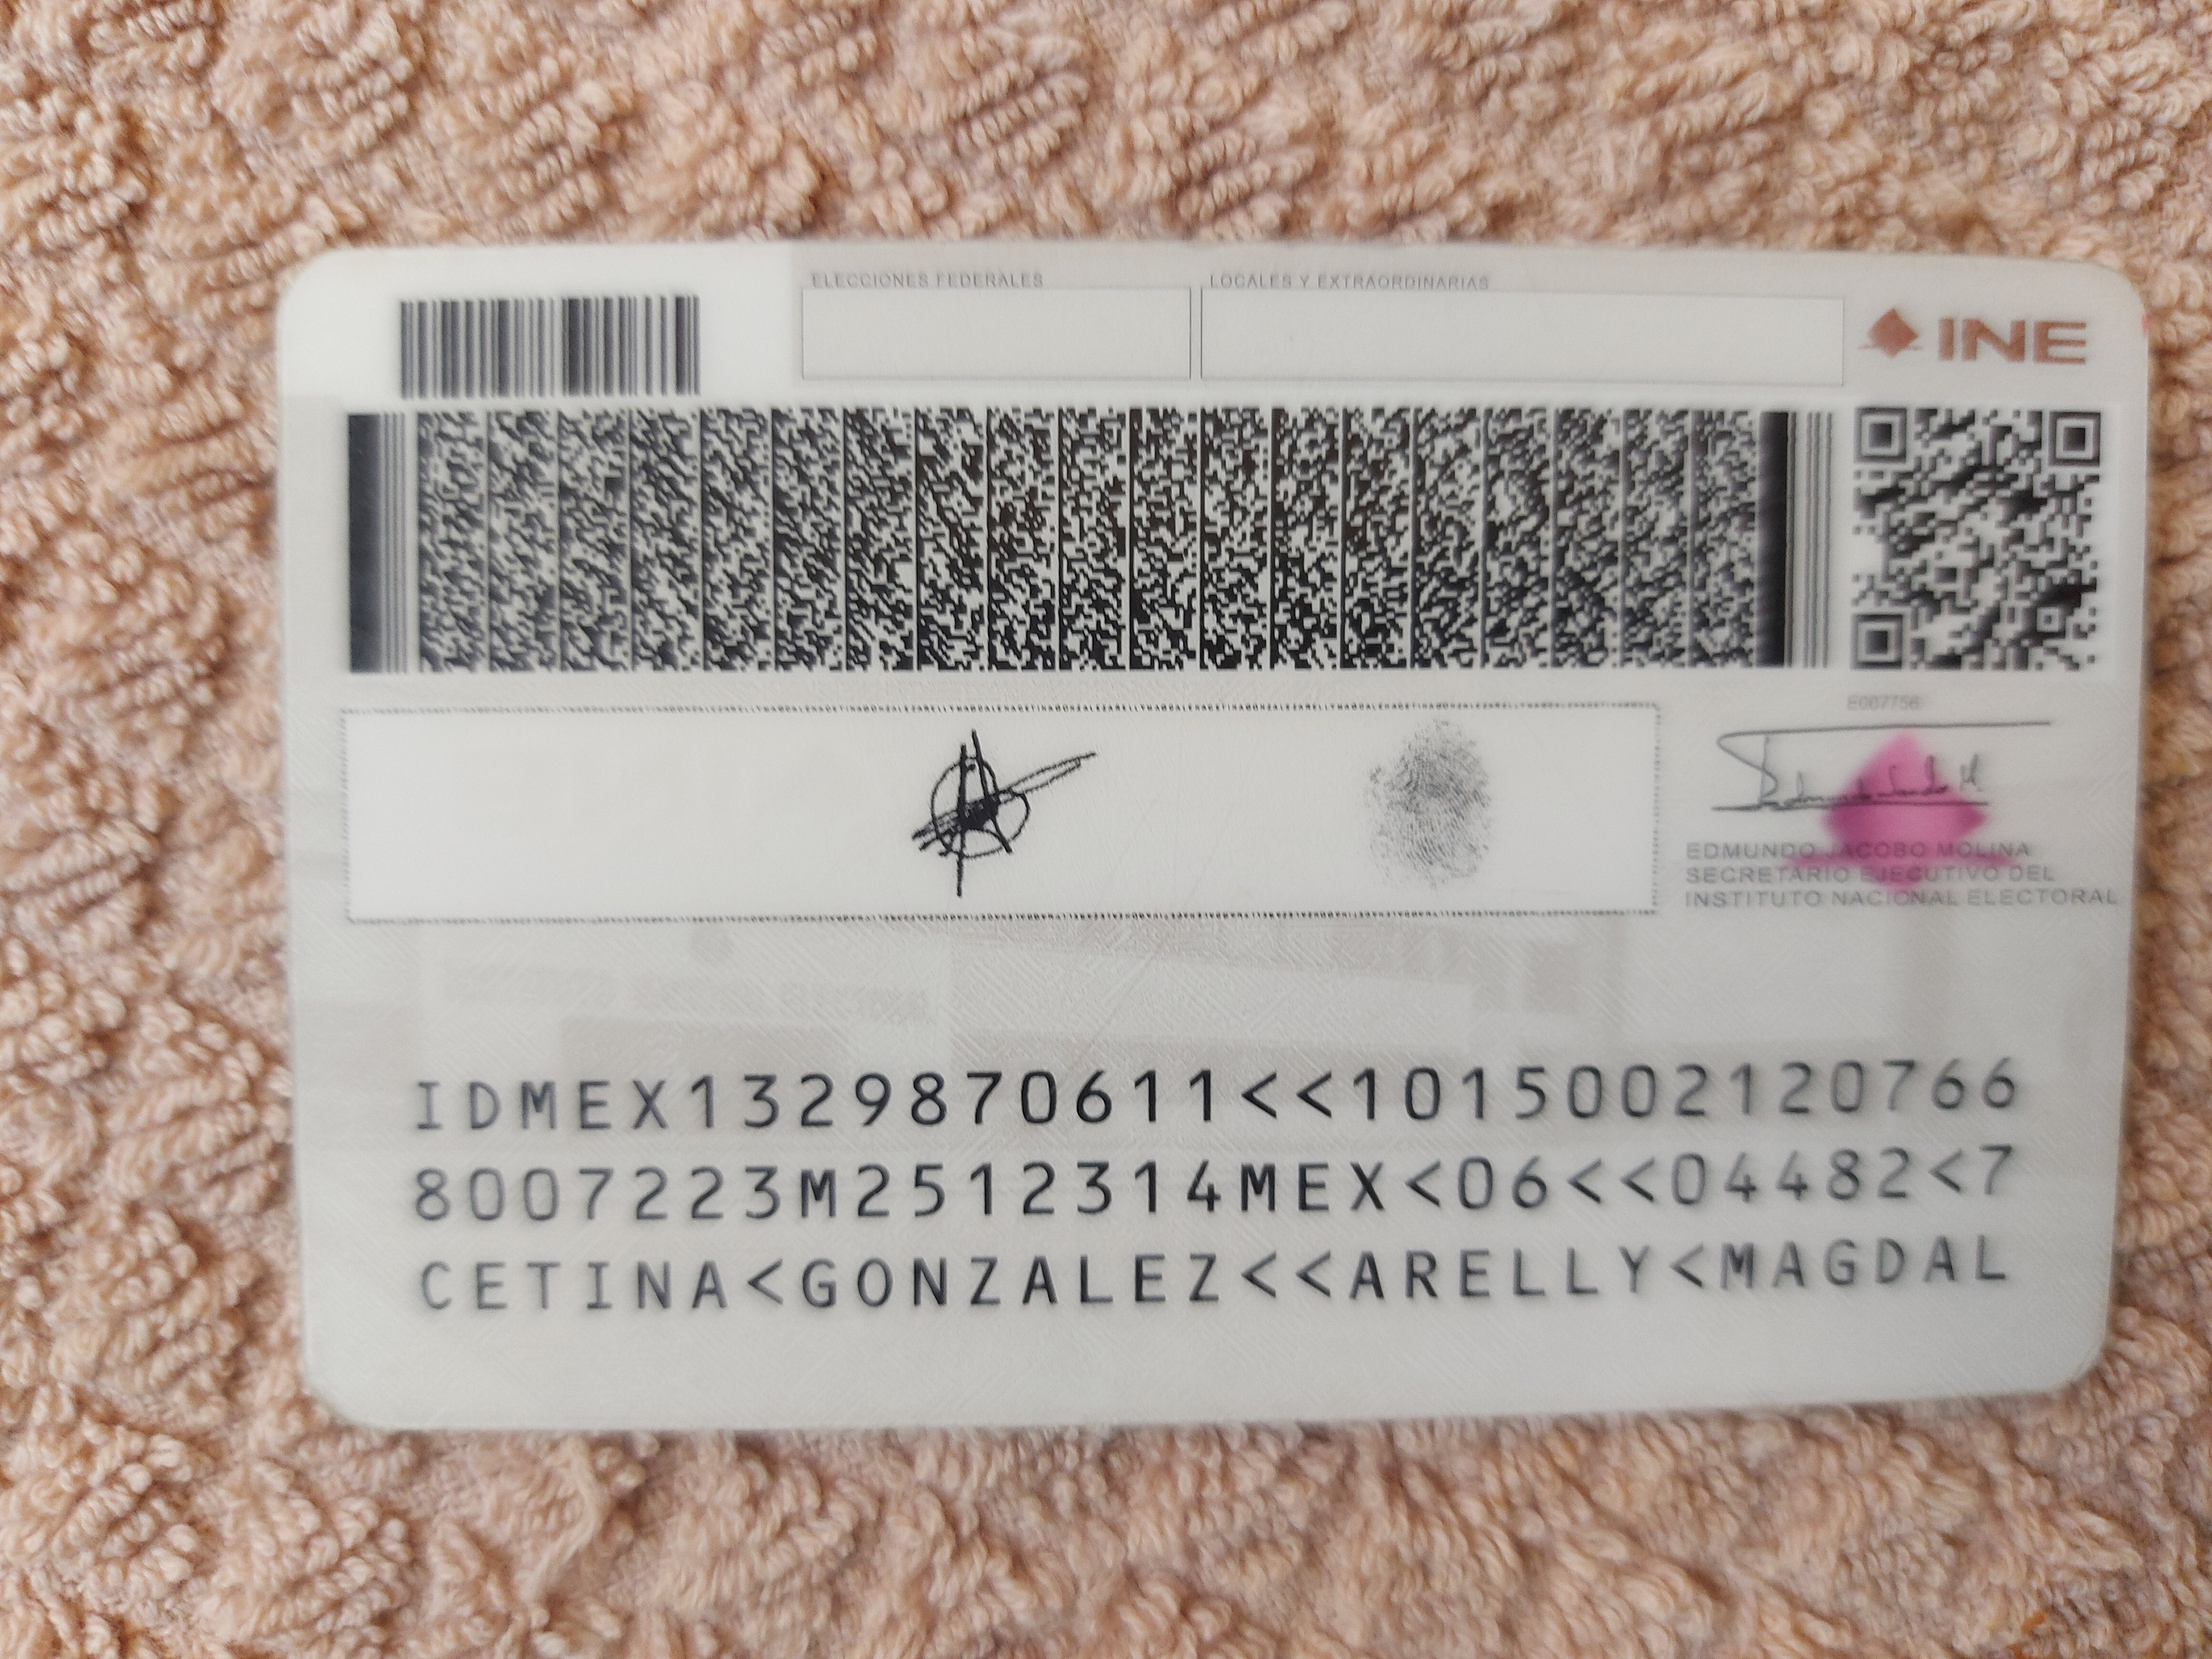 ELECCIONES FEDERALES
LOCALES Y EXTRAORDINARIAS
INE
E007756
EDMUNDO JACOBO MOLINA
SECRETARIO EJECUTIVO DEL
INSTITUTO NACIONAL ELECTORAL
IDMEX1329870611<<1015002120766
8007223M2512314MEX<06<<04482<7
CETINA<GONZALEZ<<ARELLY<MAGDAL